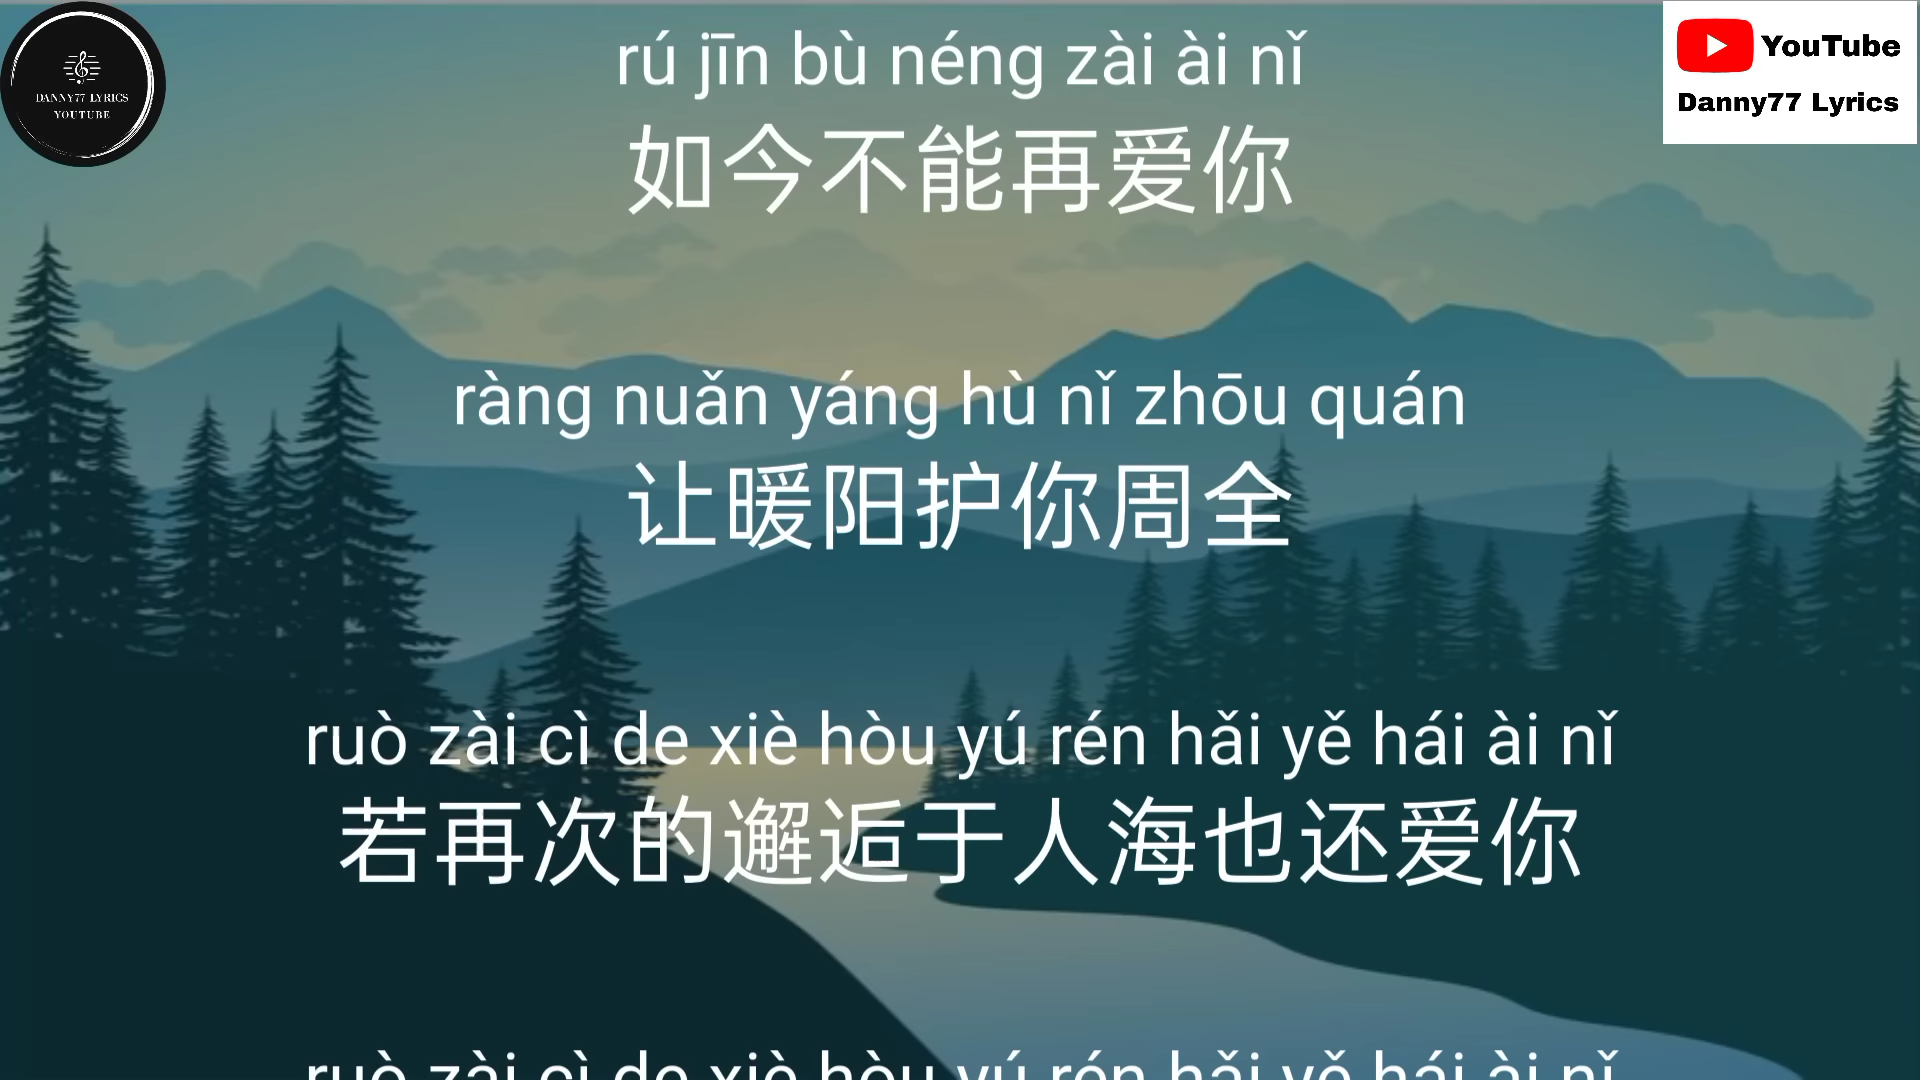 DANNY77 LYRICS
YOUTUBE
YouTube
Danny77 Lyrics
rú jīn bù néng zài ài nǐ
如今不能再爱你
ràng nuǎn yáng hù nǐ zhōu quán
让暖阳护你周全
ruò zài cì de xiè hòu yú rén hǎi yě hái ài nǐ
若再次的邂逅于人海也还爱你
ruò zài cì de xiè hòu yú rén hǎi yě hái ài nǐ